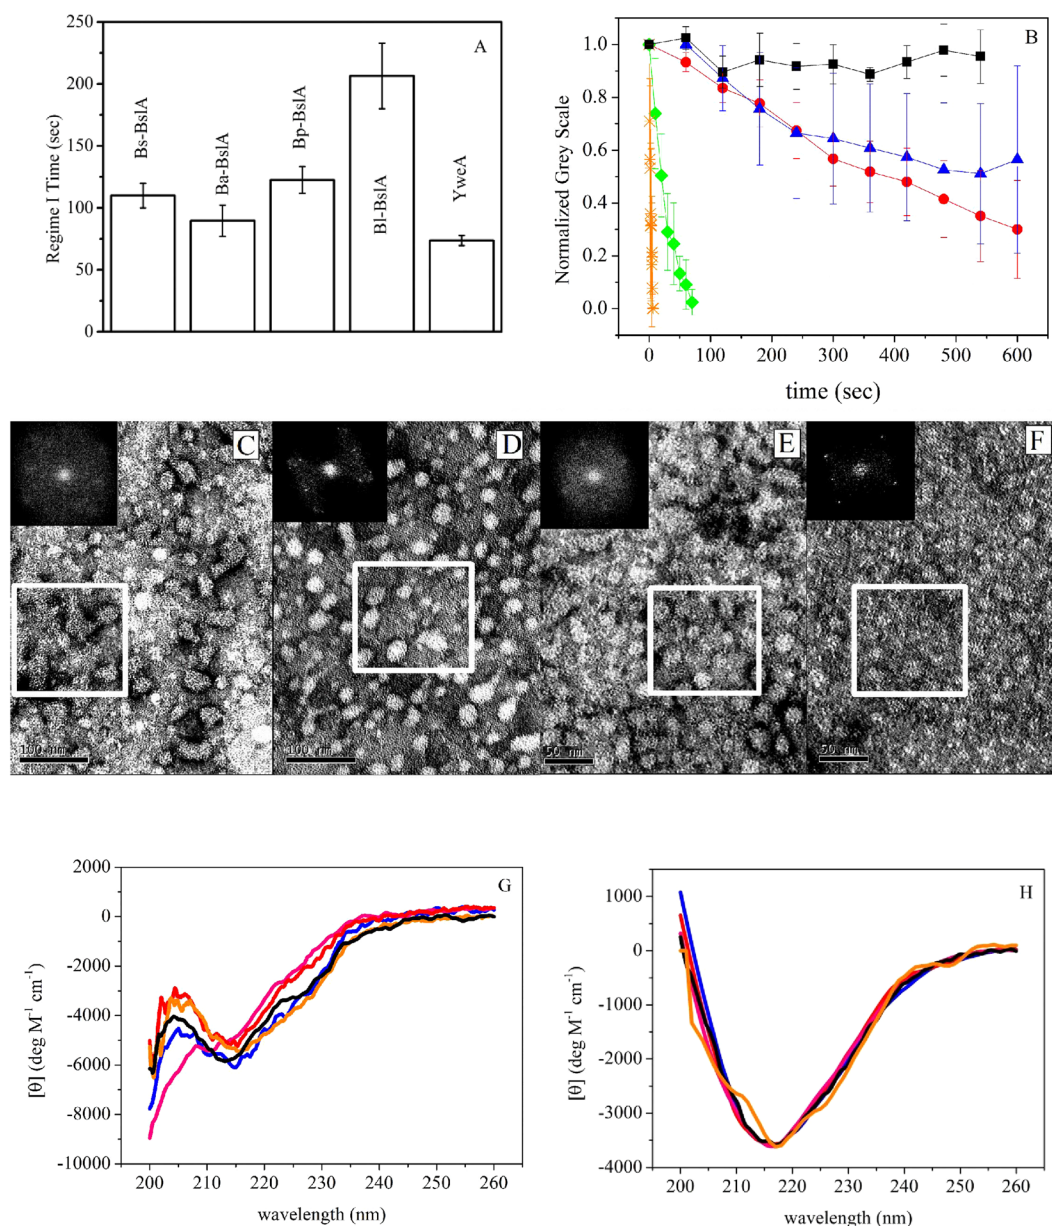 A
Regime I Time (sec)
250
200
150
100
50
0
Bs-BslA
Ba-BslA
Bp-BslA
Bl-BslA
YweA
B
Normalized Grey Scale
1.0
0.8
0.6
0.4
0.2
0.0
0 100 200 300 400 500 600
time (sec)
C
100 nm
D
100 nm
E
50 nm
F
50 nm
G
[θ] (deg M⁻¹ cm⁻¹)
2000
0
-2000
-4000
-6000
-8000
-10000
200 210 220 230 240 250 260
wavelength (nm)
H
[θ] (deg M⁻¹ cm⁻¹)
1000
0
-1000
-2000
-3000
-4000
200 210 220 230 240 250 260
wavelength (nm)